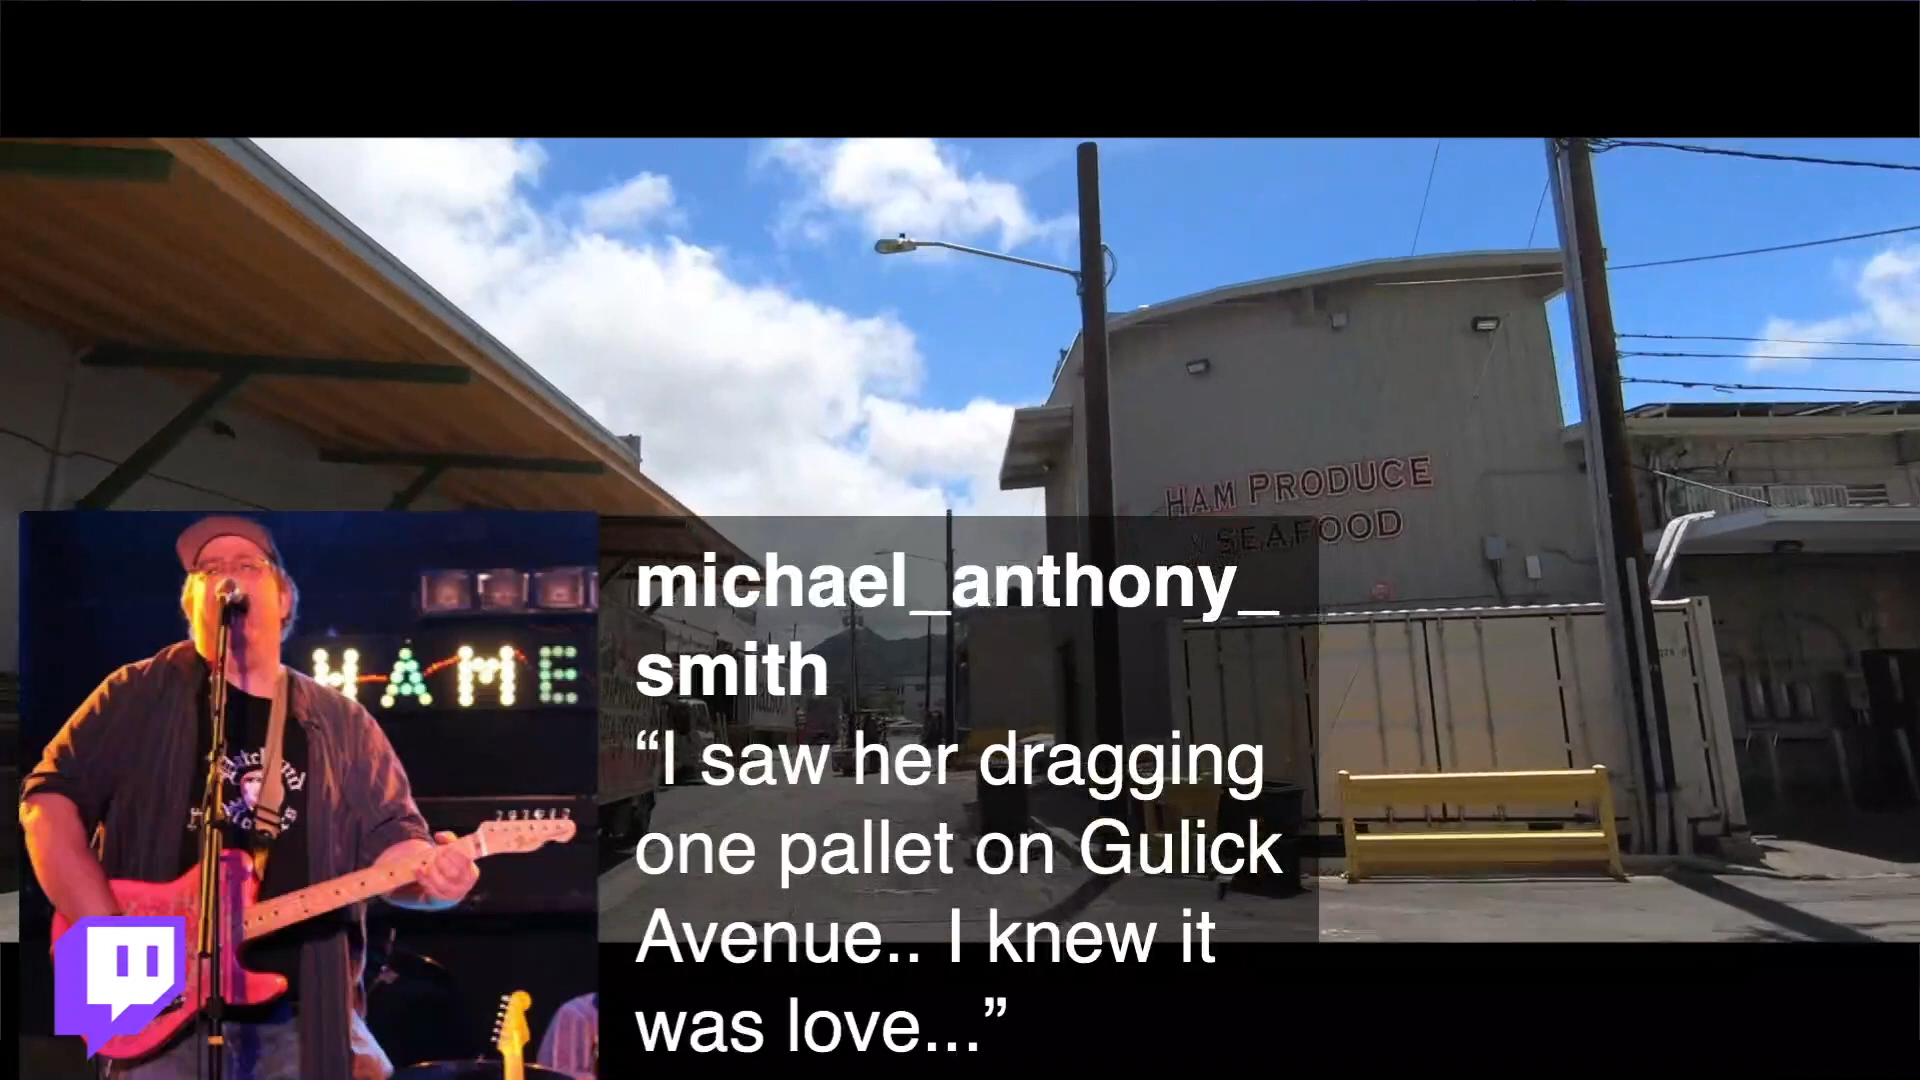 HAM PRODUCE
& SEAFOOD
HAME
michael_anthony_
smith
“I saw her dragging
one pallet on Gulick
Avenue.. I knew it
was love...”